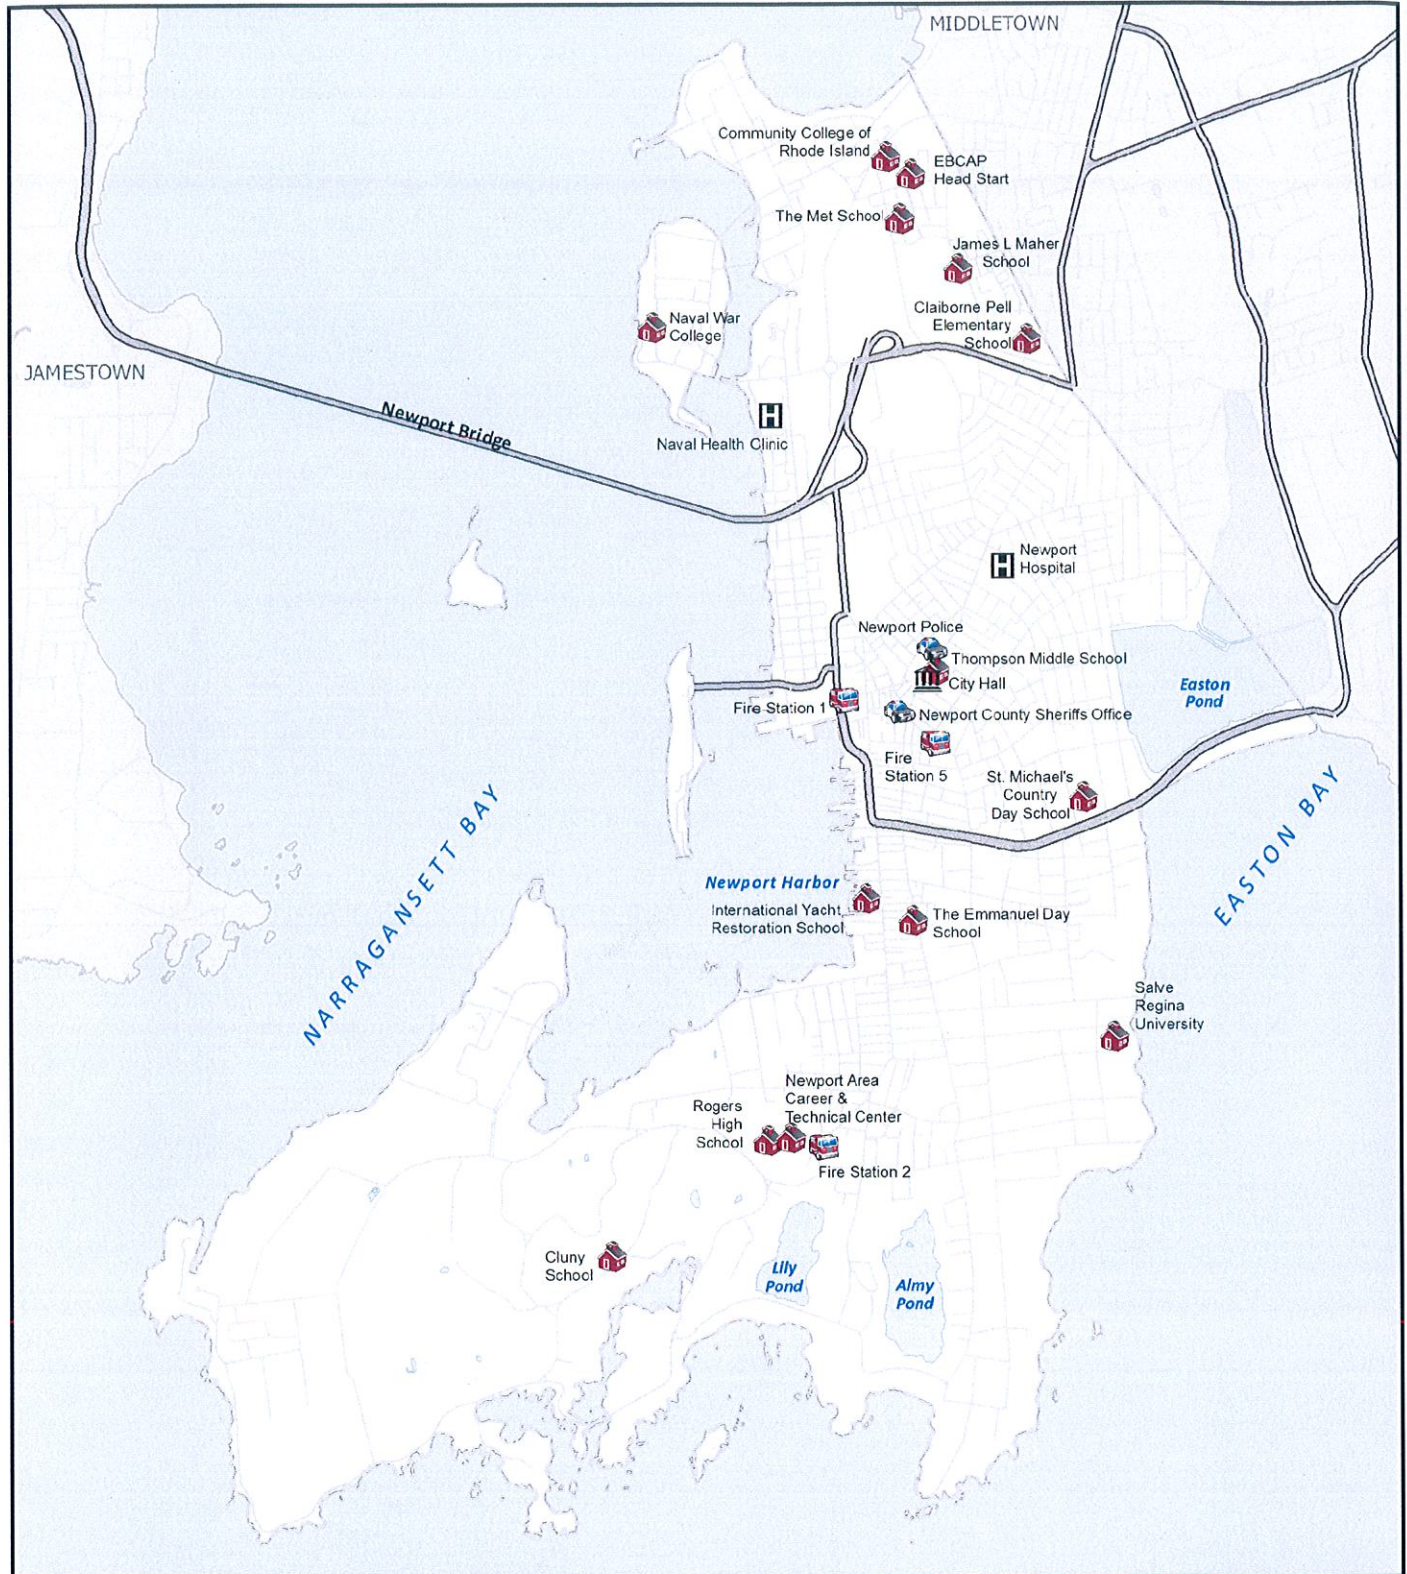 MIDDLETOWN
Community College of
Rhode Island
EBCAP
Head Start
The Met School
James L Maher
School
Claiborne Pell
Elementary
School
Naval War
College
JAMESTOWN
Newport Bridge
H
Naval Health Clinic
H
Newport
Hospital
Newport Police
Thompson Middle School
City Hall
Easton
Pond
Fire Station 1
Newport County Sheriffs Office
Fire
Station 5
St. Michael's
Country
Day School
NARRAGANSETT BAY
EASTON BAY
Newport Harbor
International Yacht
Restoration School
The Emmanuel Day
School
Salve
Regina
University
Newport Area
Career &
Technical Center
Rogers
High
School
Fire Station 2
Cluny
School
Lily
Pond
Almy
Pond